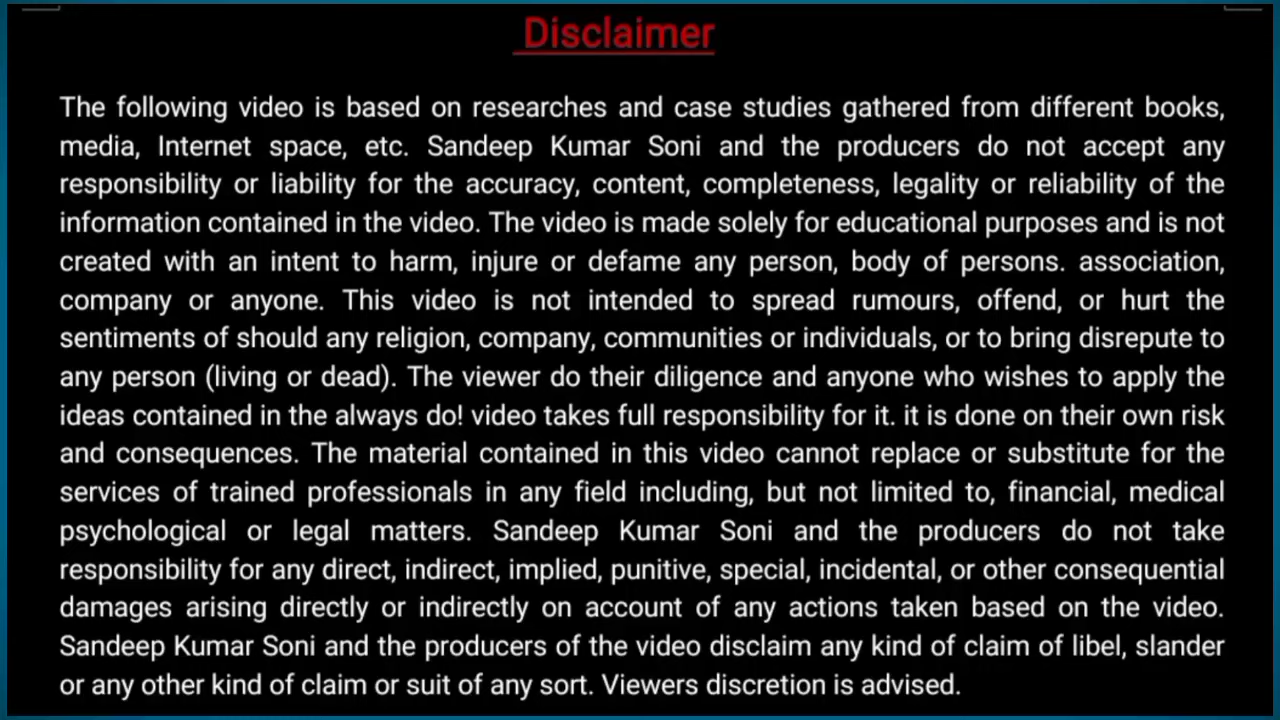 Disclaimer
The following video is based on researches and case studies gathered from different books,
media, Internet space, etc. Sandeep Kumar Soni and the producers do not accept any
responsibility or liability for the accuracy, content, completeness, legality or reliability of the
information contained in the video. The video is made solely for educational purposes and is not
created with an intent to harm, injure or defame any person, body of persons. association,
company or anyone. This video is not intended to spread rumours, offend, or hurt the
sentiments of should any religion, company, communities or individuals, or to bring disrepute to
any person (living or dead). The viewer do their diligence and anyone who wishes to apply the
ideas contained in the always do! video takes full responsibility for it. it is done on their own risk
and consequences. The material contained in this video cannot replace or substitute for the
services of trained professionals in any field including, but not limited to, financial, medical
psychological or legal matters. Sandeep Kumar Soni and the producers do not take
responsibility for any direct, indirect, implied, punitive, special, incidental, or other consequential
damages arising directly or indirectly on account of any actions taken based on the video.
Sandeep Kumar Soni and the producers of the video disclaim any kind of claim of libel, slander
or any other kind of claim or suit of any sort. Viewers discretion is advised.